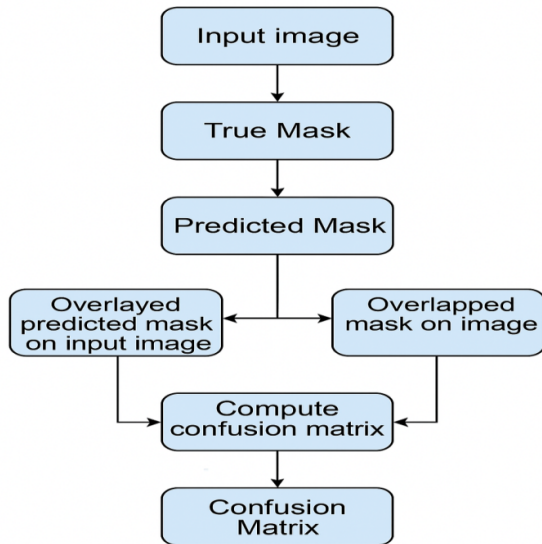 Input image
True Mask
Predicted Mask
Overlayed
predicted mask
on input image
Overlapped
mask on image
Compute
confusion matrix
Confusion
Matrix